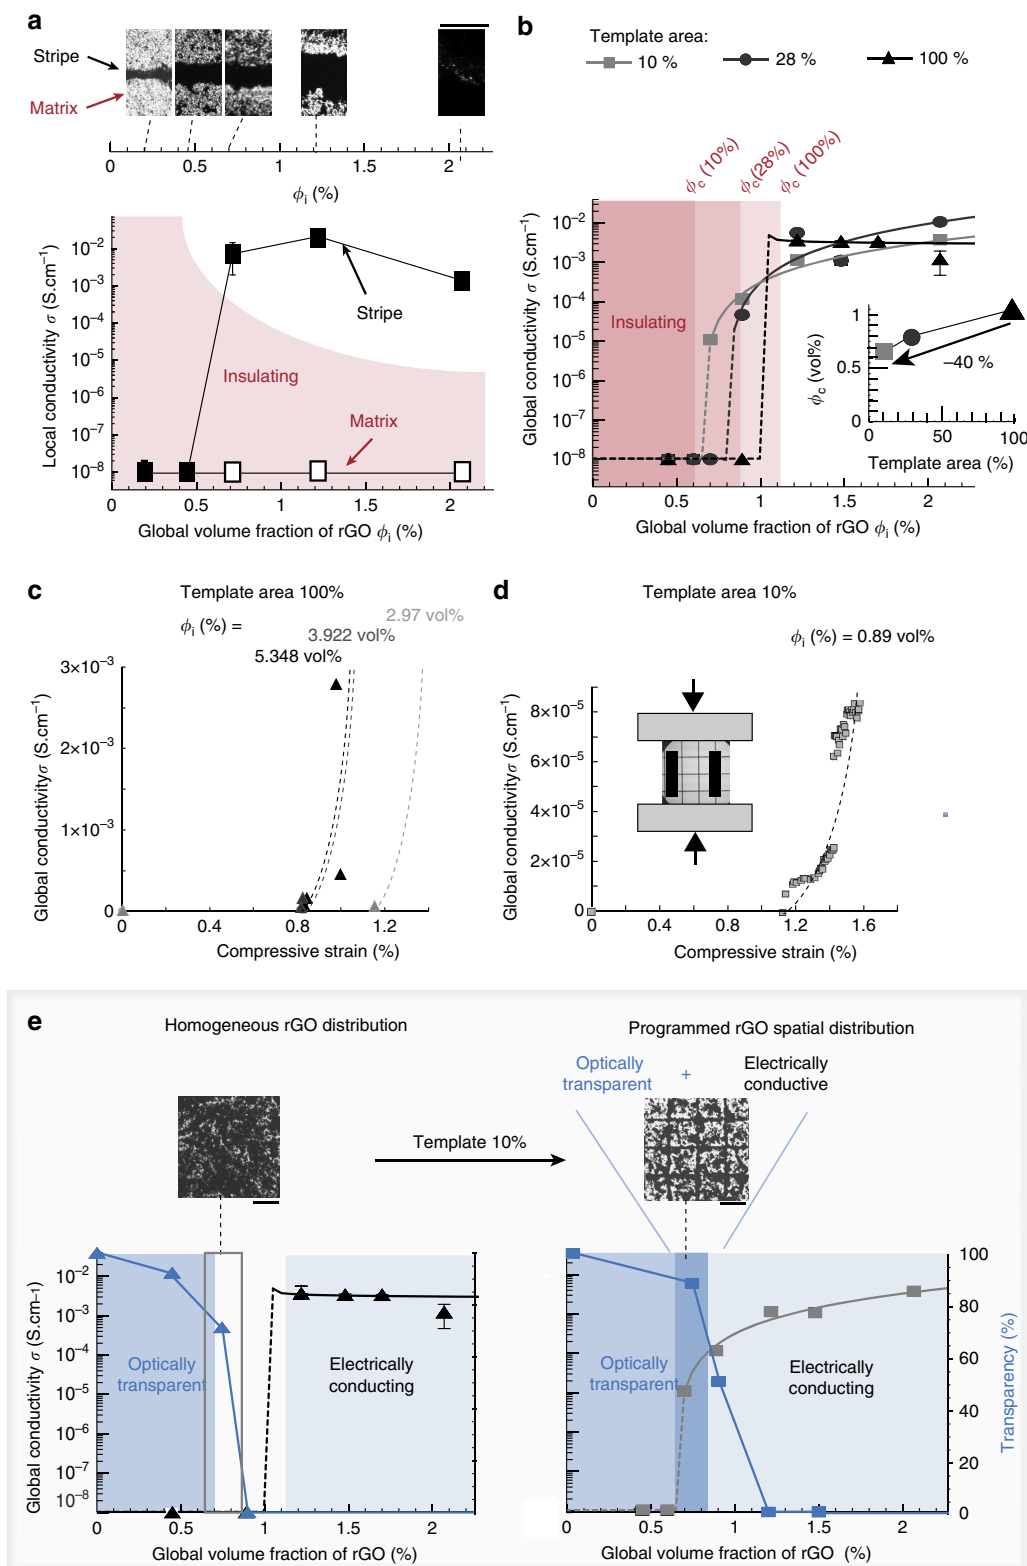 a
Stripe
Matrix
0 0.5 1 1.5 2
ϕi (%)
Local conductivity σ (S.cm−1)
10−2
10−3
10−4
10−5
10−6
10−7
10−8
Stripe
Insulating
Matrix
0 0.5 1 1.5 2
Global volume fraction of rGO ϕi (%)
b
Template area:
10 % 28 % 100 %
ϕc (10%)
ϕc(28%)
ϕc (100%)
Global conductivity σ (S.cm−1)
10−2
10−3
10−4
10−5
10−6
10−7
10−8
Insulating
ϕc (vol%)
1
0.5
0
−40 %
0 50 100
Template area (%)
0 0.5 1 1.5 2
Global volume fraction of rGO ϕi (%)
c
Template area 100%
ϕi (%) =
2.97 vol%
3.922 vol%
5.348 vol%
Global conductivity σ (S.cm−1)
3×10−3
2×10−3
1×10−3
0
0 0.4 0.8 1.2
Compressive strain (%)
d
Template area 10%
ϕi (%) = 0.89 vol%
Global conductivity σ (S.cm−1)
8×10−5
6×10−5
4×10−5
2×10−5
0
0 0.4 0.8 1.2 1.6
Compressive strain (%)
e
Homogeneous rGO distribution
Programmed rGO spatial distribution
Optically
transparent
+
Electrically
conductive
Template 10%
Global conductivity σ (S.cm−1)
10−2
10−3
10−4
10−5
10−6
10−7
10−8
Optically
transparent
Electrically
conducting
0 0.5 1 1.5 2
Global volume fraction of rGO (%)
Optically
transparent
Electrically
conducting
100
80
60
40
20
0
Transparency (%)
0 0.5 1 1.5 2
Global volume fraction of rGO (%)